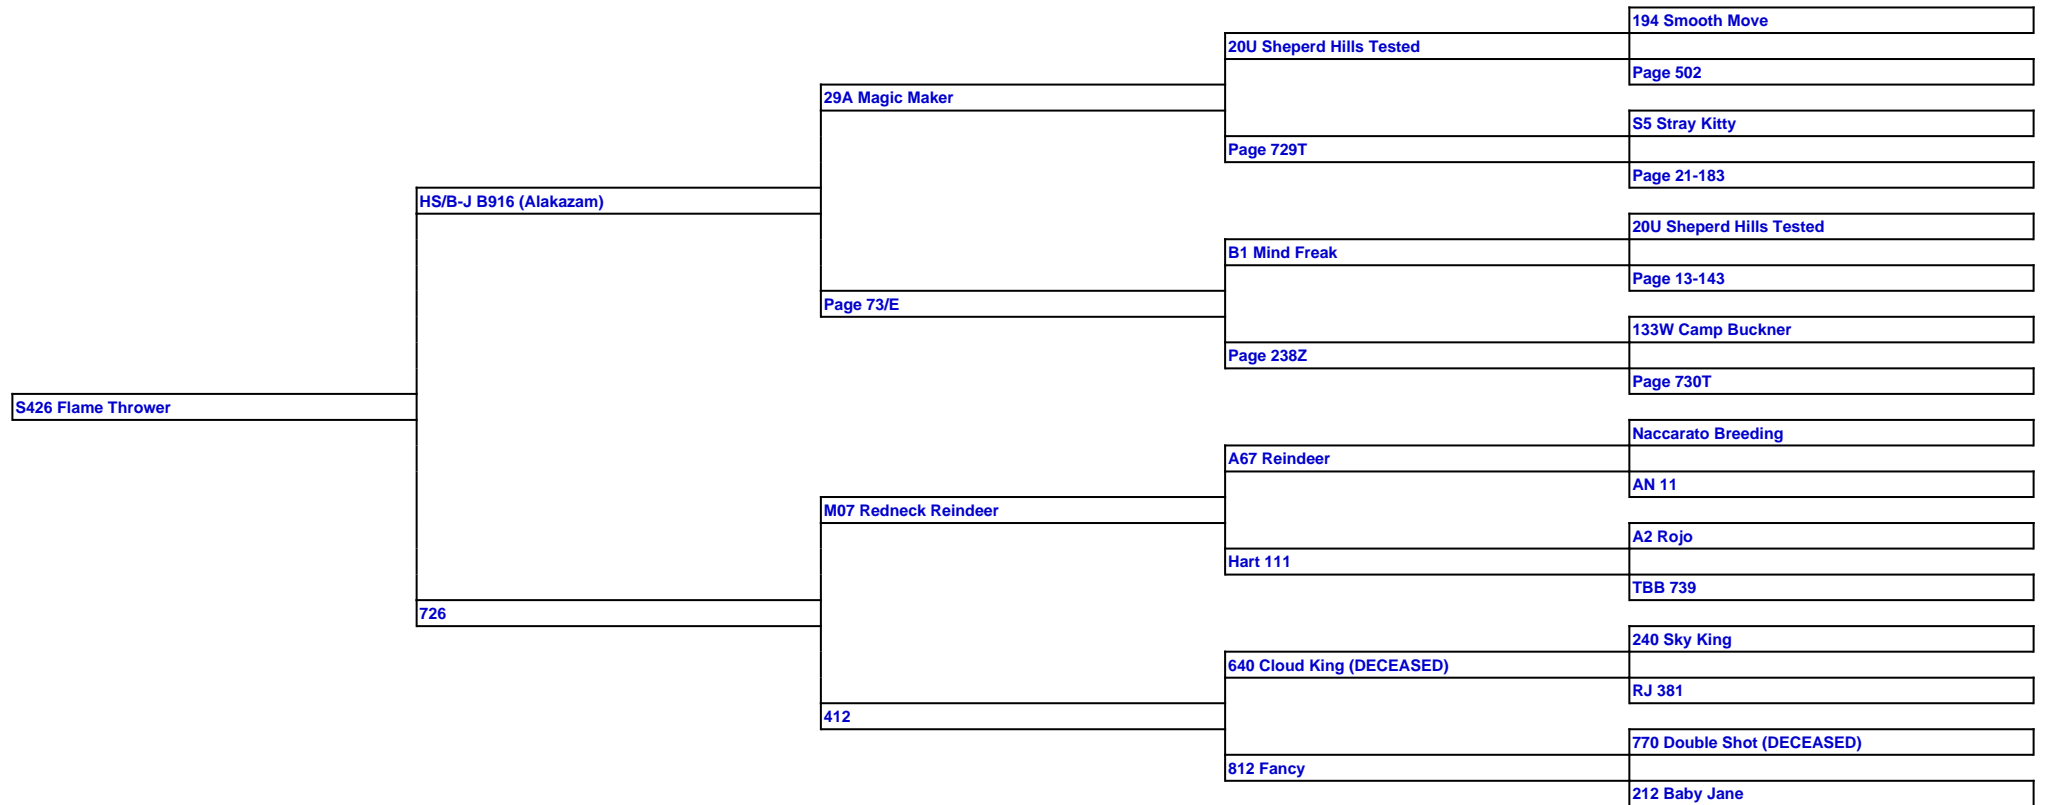 194 Smooth Move
20U Sheperd Hills Tested
Page 502
29A Magic Maker
S5 Stray Kitty
Page 729T
Page 21-183
HS/B-J B916 (Alakazam)
20U Sheperd Hills Tested
B1 Mind Freak
Page 13-143
Page 73/E
133W Camp Buckner
Page 238Z
Page 730T
S426 Flame Thrower
Naccarato Breeding
A67 Reindeer
AN 11
M07 Redneck Reindeer
A2 Rojo
Hart 111
TBB 739
726
240 Sky King
640 Cloud King (DECEASED)
RJ 381
412
770 Double Shot (DECEASED)
812 Fancy
212 Baby Jane